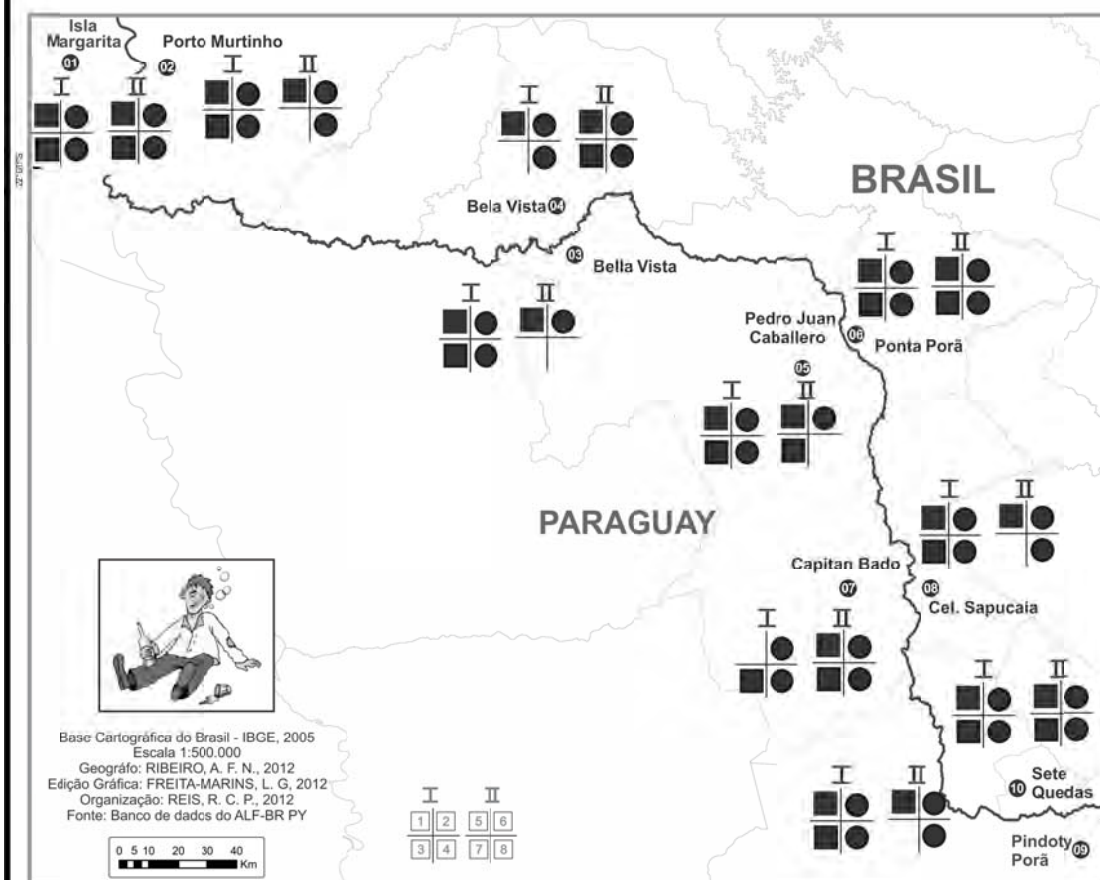 Isla
Margarita
01
02
Porto Murtinho
I
II
I
II
I
II
Bela Vista 04
03
Bella Vista
I
II
BRASIL
I
II
Pedro Juan
Caballero
05
06
Ponta Porã
I
II
PARAGUAY
I
II
Capitan Bado
07
08
Cel. Sapucaia
I
II
I
II
I
II
10 Sete
Quedas
Pindoty
Porã 09
Base Cartográfica do Brasil - IBGE, 2005
Escala 1:500.000
Geográfo: RIBEIRO, A. F. N., 2012
Edição Gráfica: FREITA-MARINS, L. G, 2012
Organização: REIS, R. C. P., 2012
Fonte: Banco de dados do ALF-BR PY
0 5 10 20 30 40
Km
I II
1 2 5 6
3 4 7 8